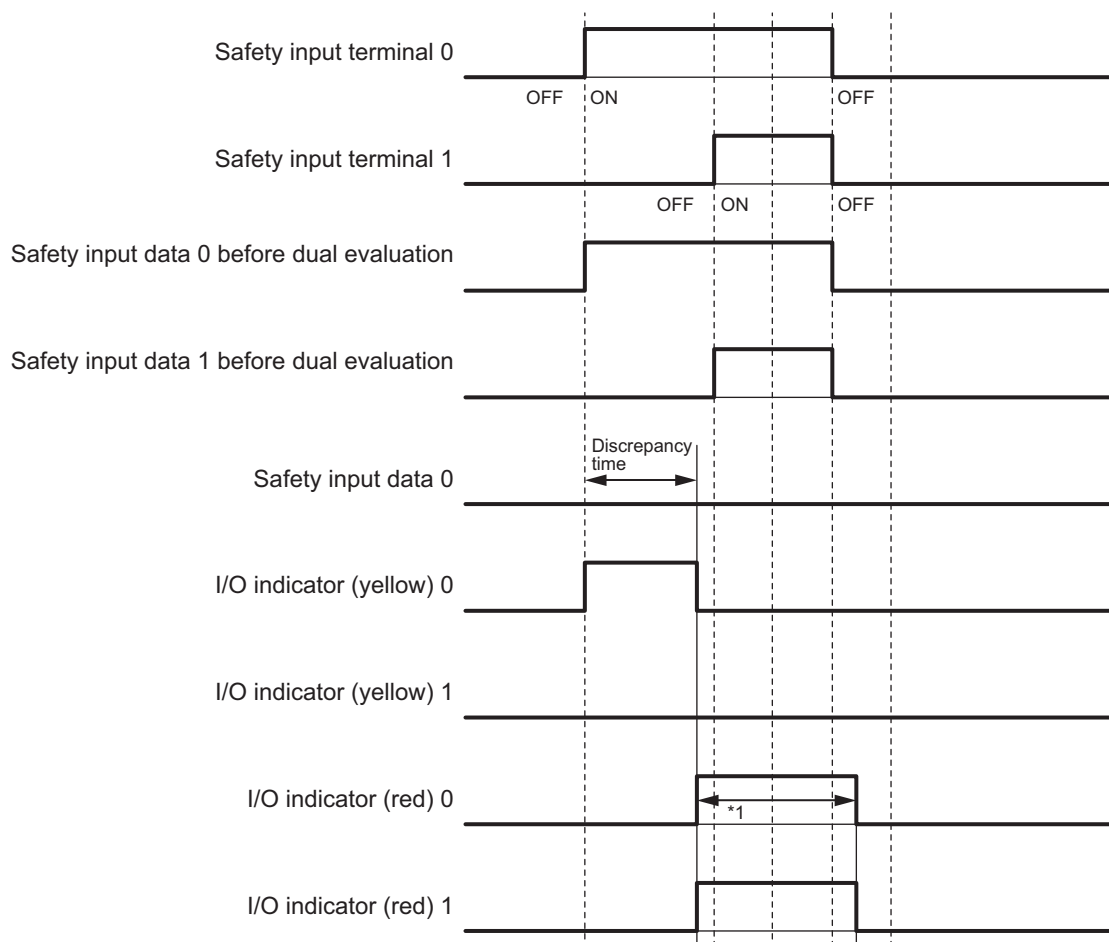 Safety input terminal 0
OFF ON OFF
Safety input terminal 1
OFF ON OFF
Safety input data 0 before dual evaluation
Safety input data 1 before dual evaluation
Discrepancy
time
Safety input data 0
I/O indicator (yellow) 0
I/O indicator (yellow) 1
I/O indicator (red) 0
*1
I/O indicator (red) 1